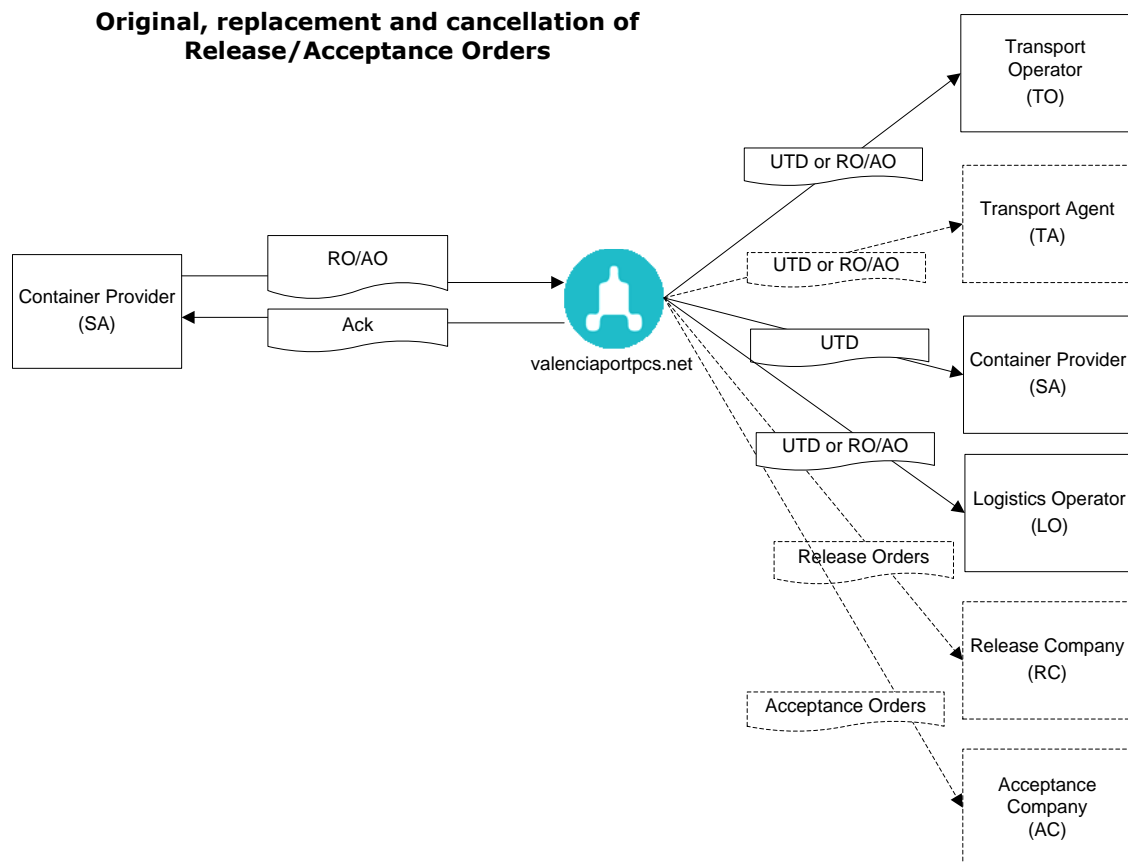 Original, replacement and cancellation of
Release/Acceptance Orders
Transport
Operator
(TO)
UTD or RO/AO
Transport Agent
(TA)
UTD or RO/AO
RO/AO
Container Provider
(SA)
Ack
valenciaportpcs.net
UTD
Container Provider
(SA)
UTD or RO/AO
Logistics Operator
(LO)
Release Orders
Release Company
(RC)
Acceptance Orders
Acceptance
Company
(AC)